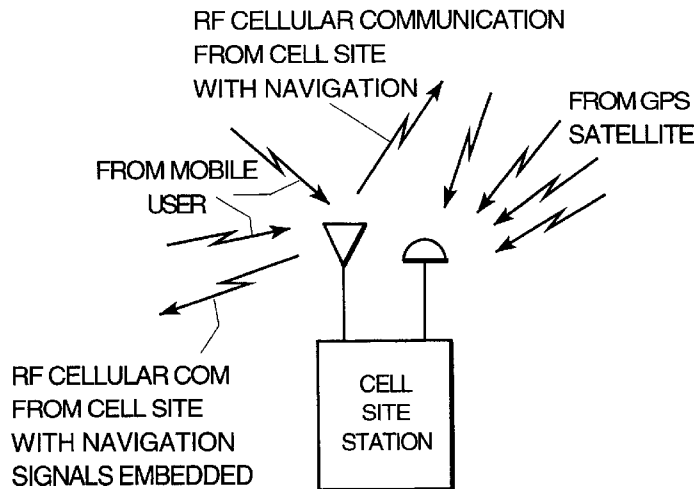 RF CELLULAR COMMUNICATION
FROM CELL SITE
WITH NAVIGATION
FROM GPS
SATELLITE
FROM MOBILE
USER
RF CELLULAR COM
FROM CELL SITE
WITH NAVIGATION
SIGNALS EMBEDDED
CELL
SITE
STATION